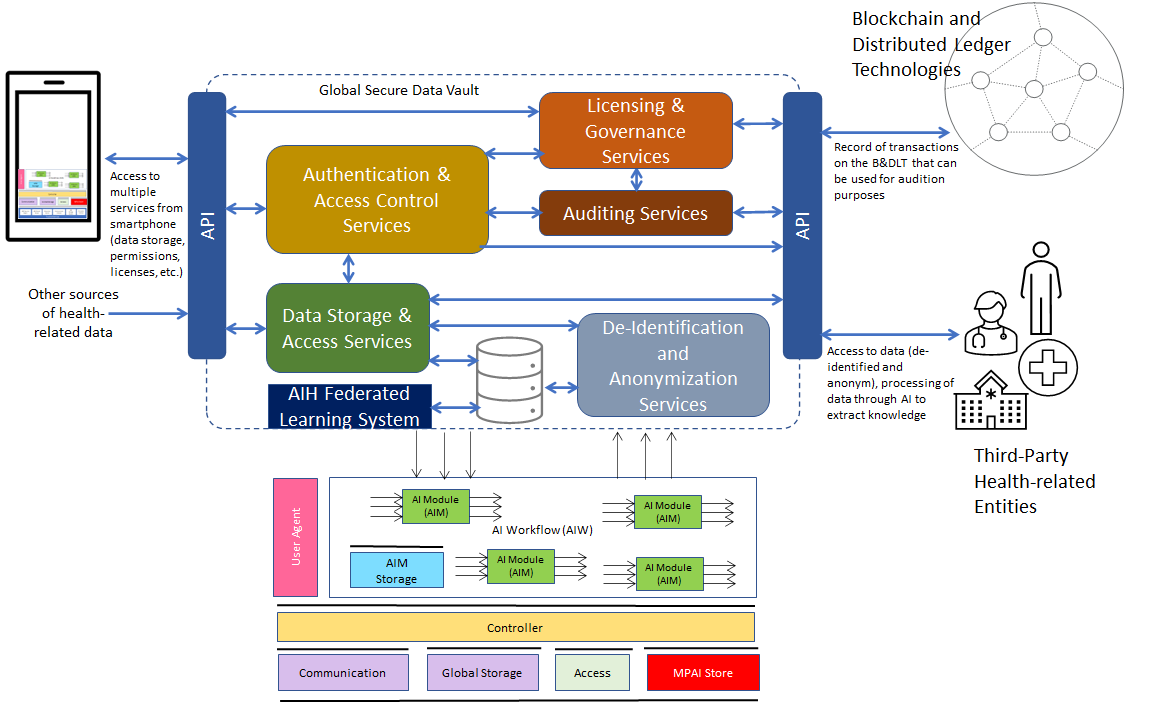 Blockchain and
Distributed Ledger
Technologies
Global Secure Data Vault
Licensing &
Governance
Services
Authentication &
Access Control
Services
Auditing Services
API
API
Record of transactions
on the B&DLT that can
be used for audition
purposes
Access to
multiple
services from
smartphone
(data storage,
permissions,
licenses, etc.)
Other sources
of health-
related data
Data Storage &
Access Services
De-Identification
and
Anonymization
Services
AIH Federated
Learning System
Access to data (de-
identified and
anonym), processing of
data through AI to
extract knowledge
Third-Party
Health-related
Entities
User Agent
AI Module
(AIM)
AI Module
(AIM)
AI Workflow (AIW)
AIM
Storage
AI Module
(AIM)
AI Module
(AIM)
Controller
Communication
Global Storage
Access
MPAI Store